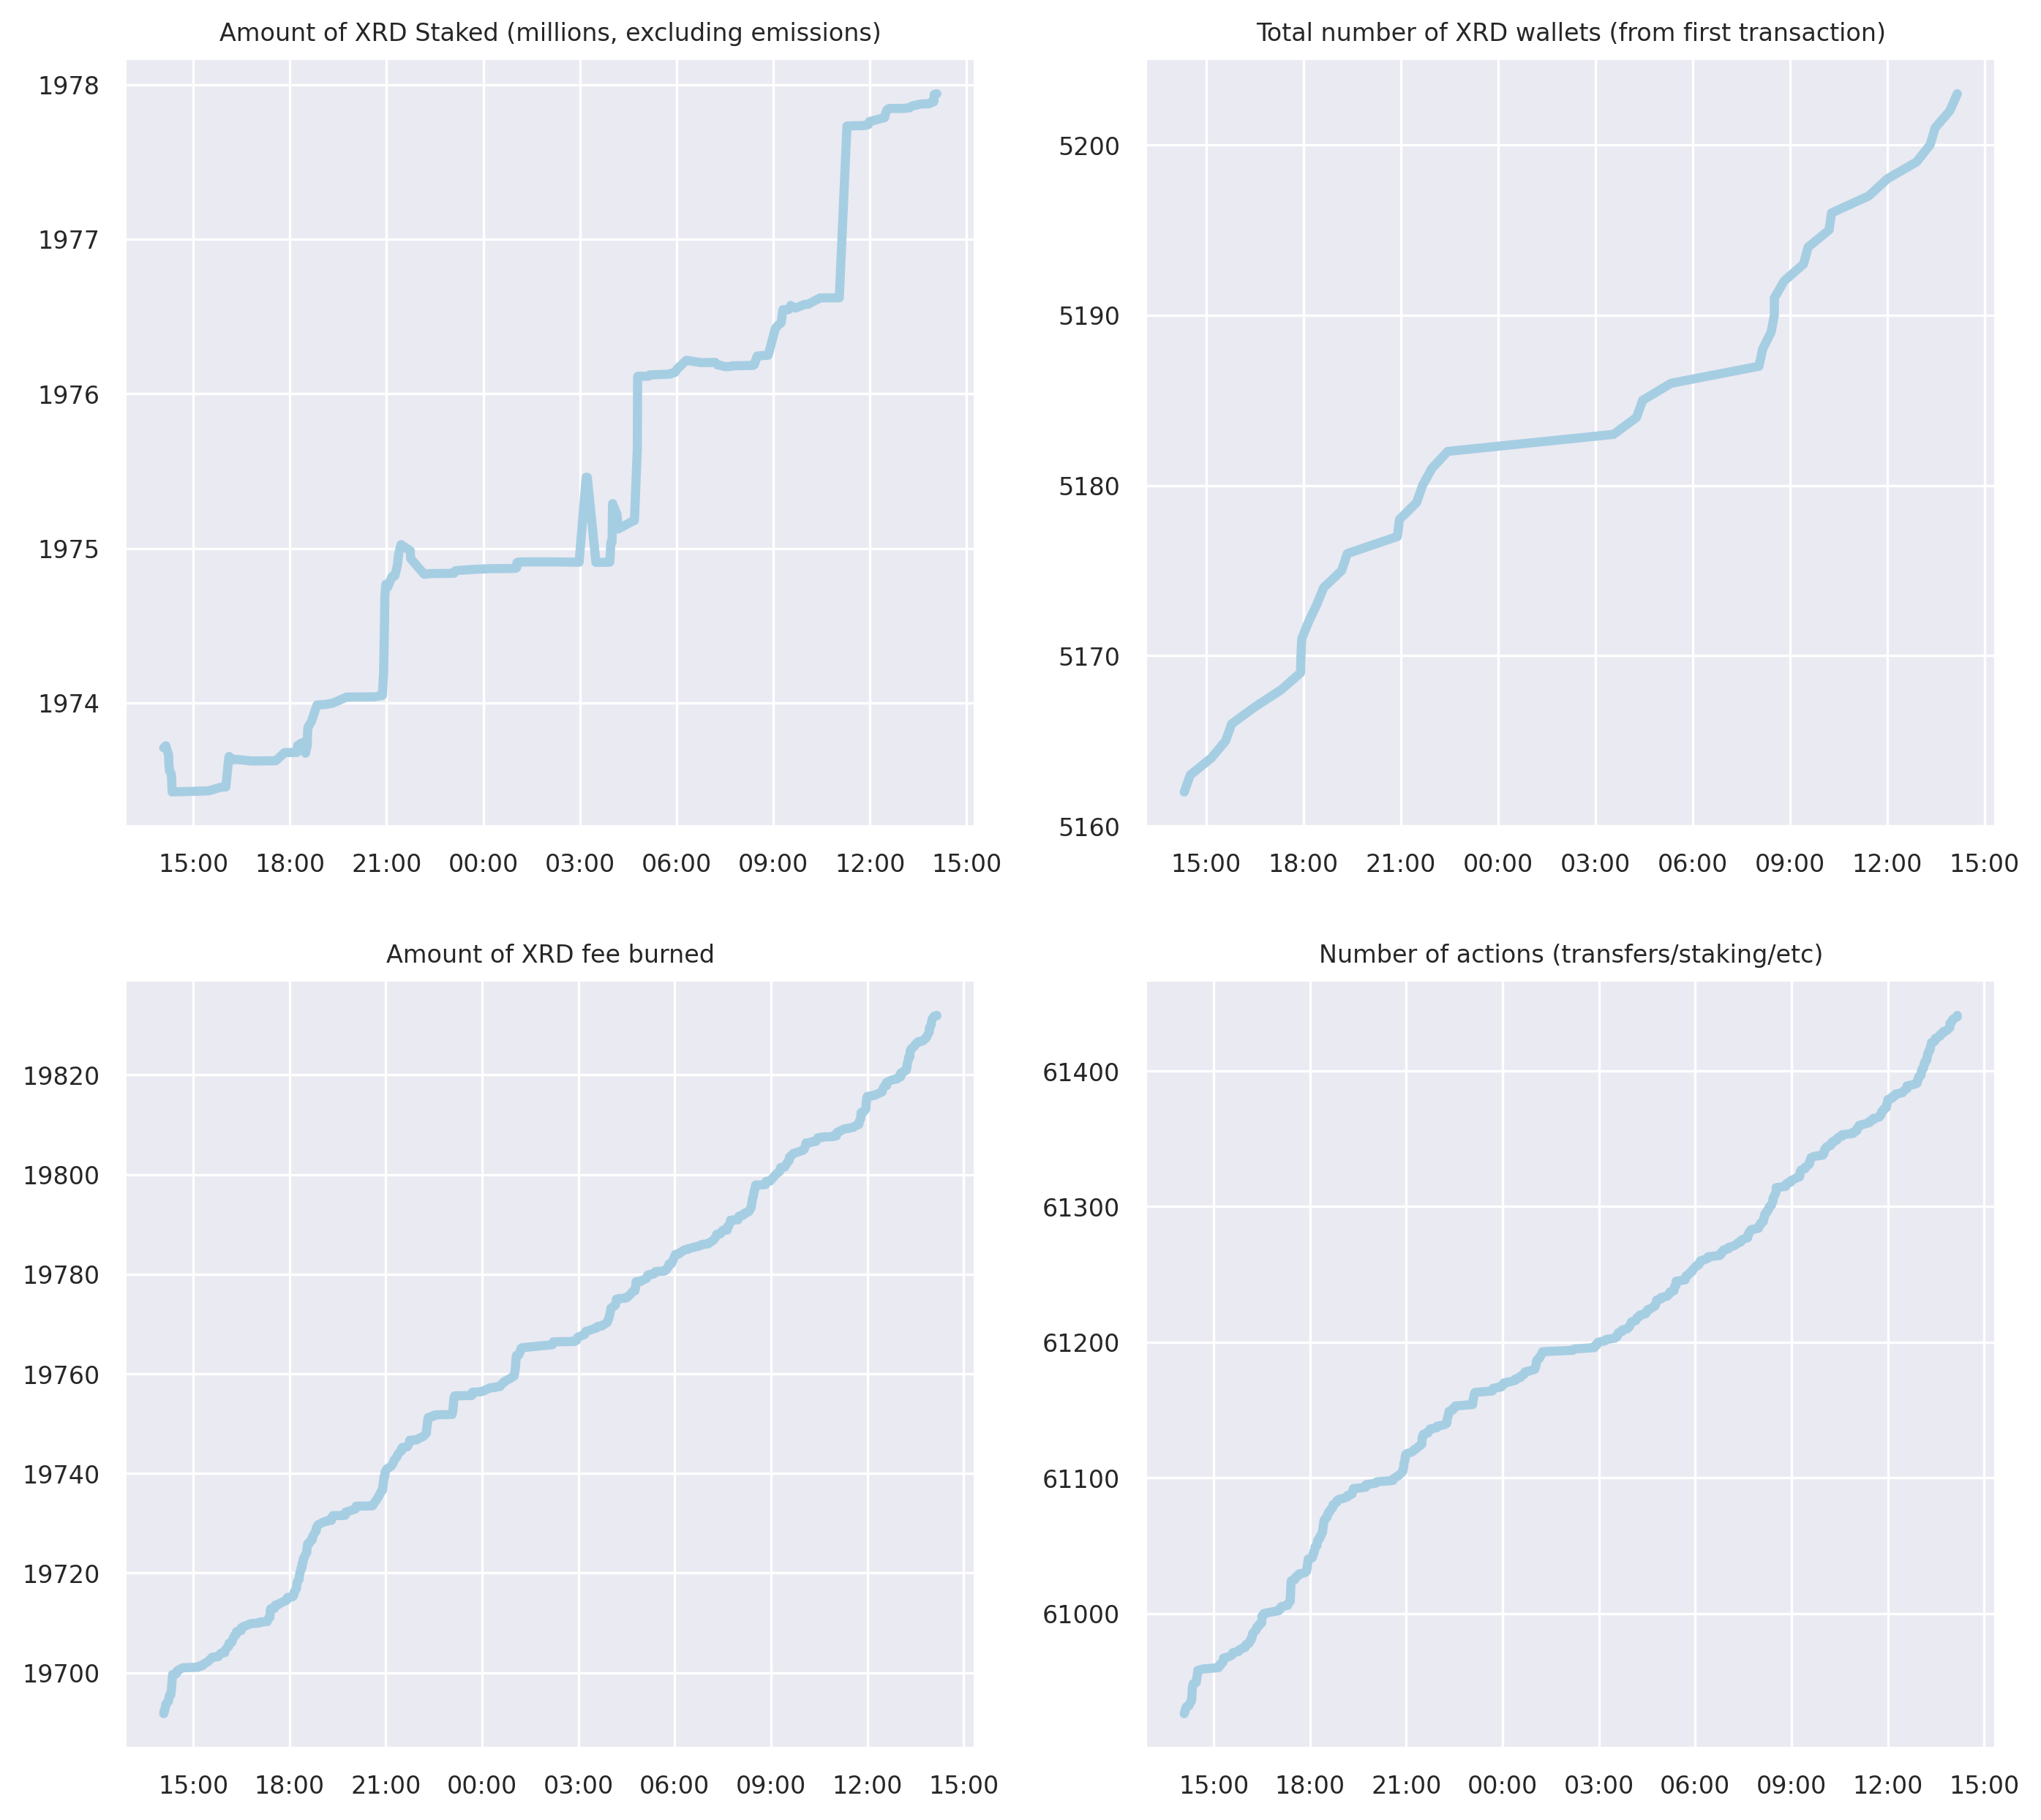 Amount of XRD Staked (millions, excluding emissions)
1978
1977
1976
1975
1974
15:00 18:00 21:00 00:00 03:00 06:00 09:00 12:00 15:00
Total number of XRD wallets (from first transaction)
5200
5190
5180
5170
5160
15:00 18:00 21:00 00:00 03:00 06:00 09:00 12:00 15:00
Amount of XRD fee burned
19820
19800
19780
19760
19740
19720
19700
15:00 18:00 21:00 00:00 03:00 06:00 09:00 12:00 15:00
Number of actions (transfers/staking/etc)
61400
61300
61200
61100
61000
15:00 18:00 21:00 00:00 03:00 06:00 09:00 12:00 15:00